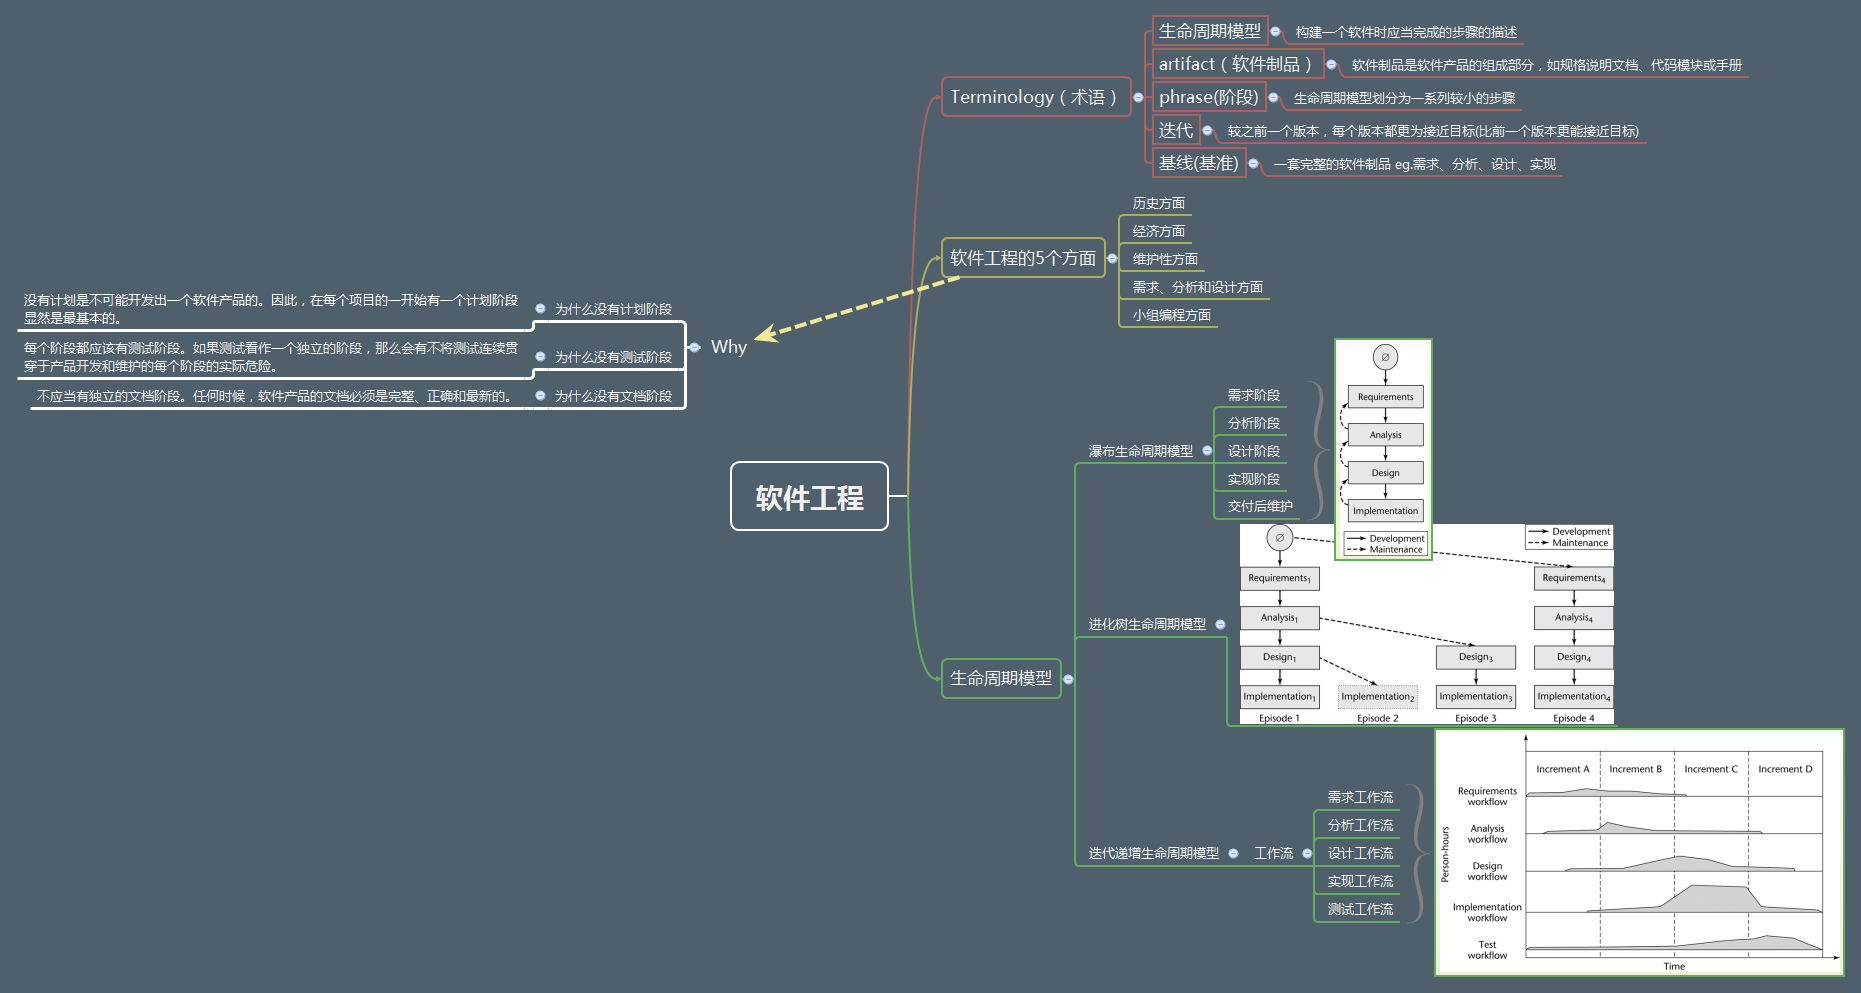 软件工程
Terminology（术语）
生命周期模型
构建一个软件时应当完成的步骤的描述
artifact（软件制品）
软件制品是软件产品的组成部分，如规格说明文档、代码模块或手册
phrase(阶段)
生命周期模型划分为一系列较小的步骤
迭代
较之前一个版本，每个版本都更为接近目标(比前一个版本更能接近目标)
基线(基准)
一套完整的软件制品 eg.需求、分析、设计、实现
软件工程的5个方面
历史方面
经济方面
维护性方面
需求、分析和设计方面
小组编程方面
Why
为什么没有计划阶段
没有计划是不可能开发出一个软件产品的。因此，在每个项目的一开始有一个计划阶段
显然是最基本的。
为什么没有测试阶段
每个阶段都应该有测试阶段。如果测试看作一个独立的阶段，那么会有不将测试连续贯
穿于产品开发和维护的每个阶段的实际危险。
为什么没有文档阶段
不应当有独立的文档阶段。任何时候，软件产品的文档必须是完整、正确和最新的。
生命周期模型
瀑布生命周期模型
需求阶段
分析阶段
设计阶段
实现阶段
交付后维护
∅
Requirements
Analysis
Design
Implementation
Development
Maintenance
进化树生命周期模型
∅
Development
Maintenance
Requirements₁
Requirements₄
Analysis₁
Analysis₄
Design₁
Design₃
Design₄
Implementation₁
Implementation₂
Implementation₃
Implementation₄
Episode 1
Episode 2
Episode 3
Episode 4
迭代递增生命周期模型
工作流
需求工作流
分析工作流
设计工作流
实现工作流
测试工作流
Increment A
Increment B
Increment C
Increment D
Requirements
workflow
Analysis
workflow
Design
workflow
Implementation
workflow
Test
workflow
Person-hours
Time